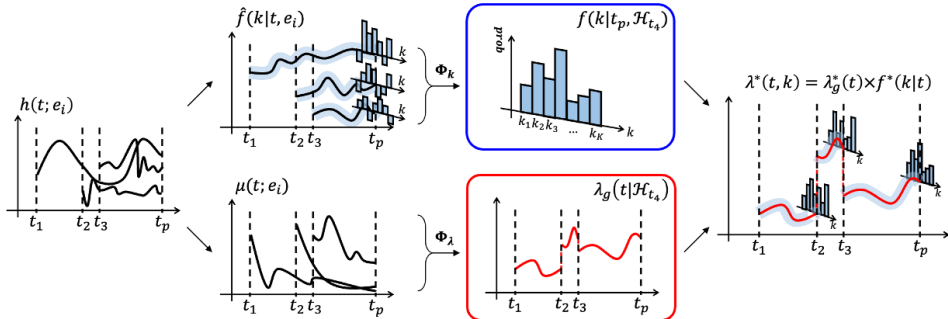 h(t; e_i)
t_1 t_2 t_3 t_p
f̂(k|t, e_i)
k
k
k
t_1 t_2 t_3 t_p
Φ_k
μ(t; e_i)
t_1 t_2 t_3 t_p
Φ_λ
f(k|t_p, ℋ_{t_4})
prob
k_1 k_2 k_3 ... k_K k
λ_g(t|ℋ_{t_4})
t_1 t_2 t_3 t_p
λ*(t, k) = λ*_g(t)×f*(k|t)
k
k
k
t_1 t_2 t_3 t_p